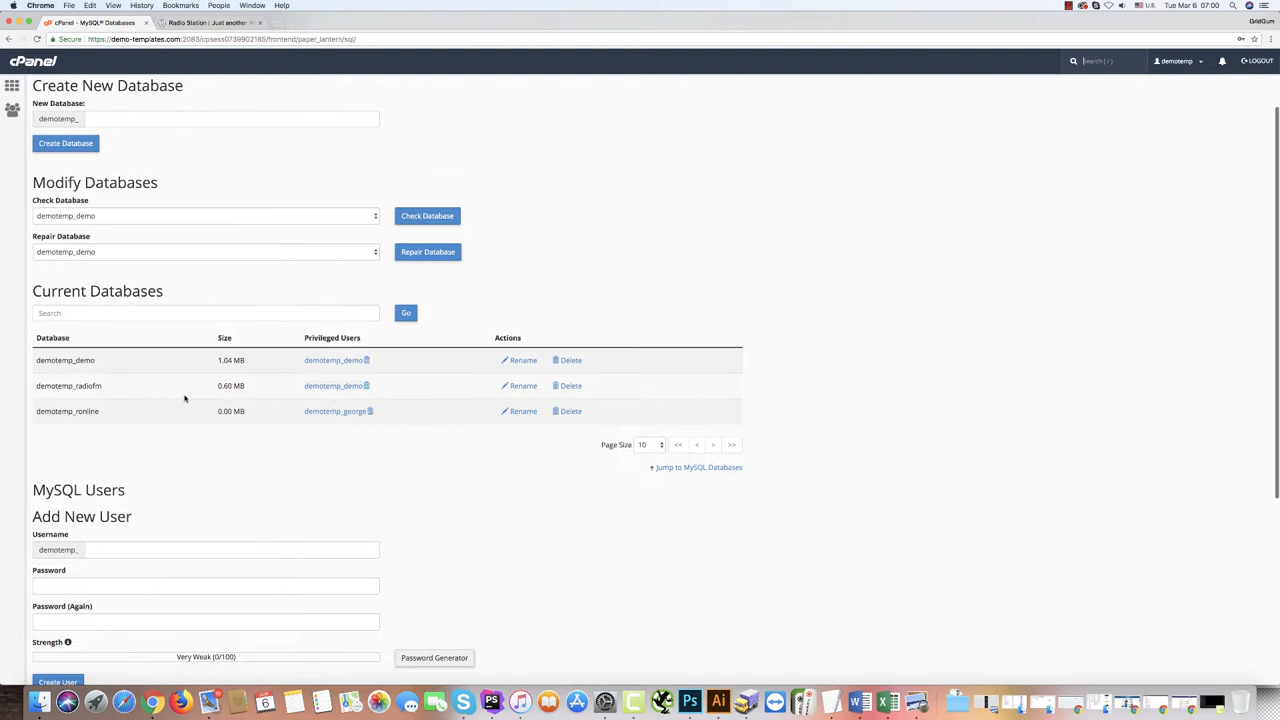 Chrome File Edit View History Bookmarks People Window Help U.S. Tue Mar 6 07:00
cPanel - MySQL® Databases Radio Station | Just another W GridGum
Secure https://demo-templates.com:2083/cpsess0739902185/frontend/paper_lantern/sql/
cPanel Search ( / ) demotemp LOGOUT
Create New Database
New Database:
demotemp_
Create Database
Modify Databases
Check Database
demotemp_demo Check Database
Repair Database
demotemp_demo Repair Database
Current Databases
Search Go
Database Size Privileged Users Actions
demotemp_demo 1.04 MB demotemp_demo Rename Delete
demotemp_radiofm 0.60 MB demotemp_demo Rename Delete
demotemp_ronline 0.00 MB demotemp_george Rename Delete
Page Size 10 << < > >>
Jump to MySQL Databases
MySQL Users
Add New User
Username
demotemp_
Password
Password (Again)
Strength
Very Weak (0/100) Password Generator
Create User